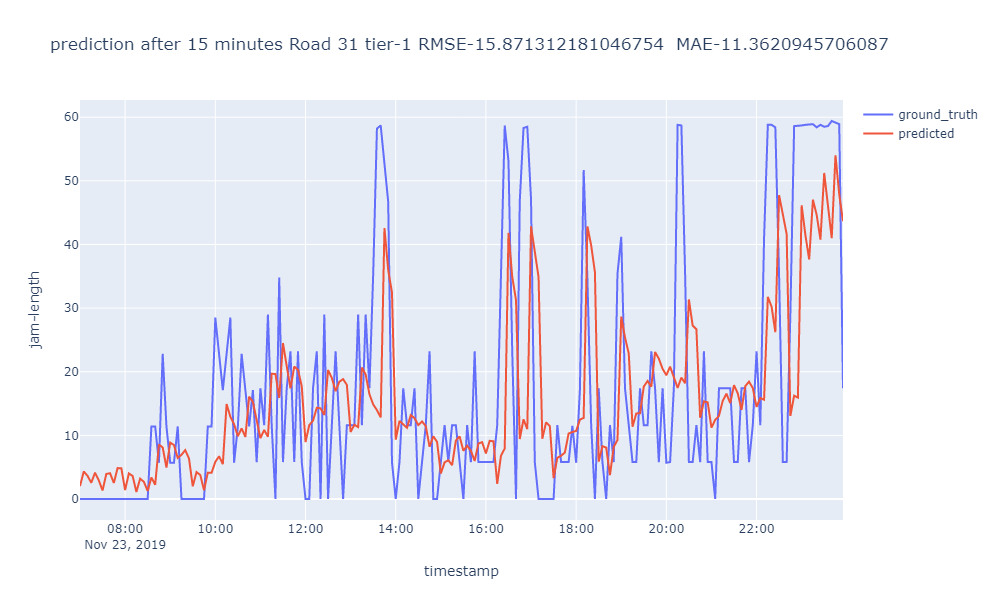 prediction after 15 minutes Road 31 tier-1 RMSE-15.871312181046754  MAE-11.3620945706087
ground_truth
predicted
60
50
40
30
20
10
0
jam-length
08:00 10:00 12:00 14:00 16:00 18:00 20:00 22:00
Nov 23, 2019
timestamp